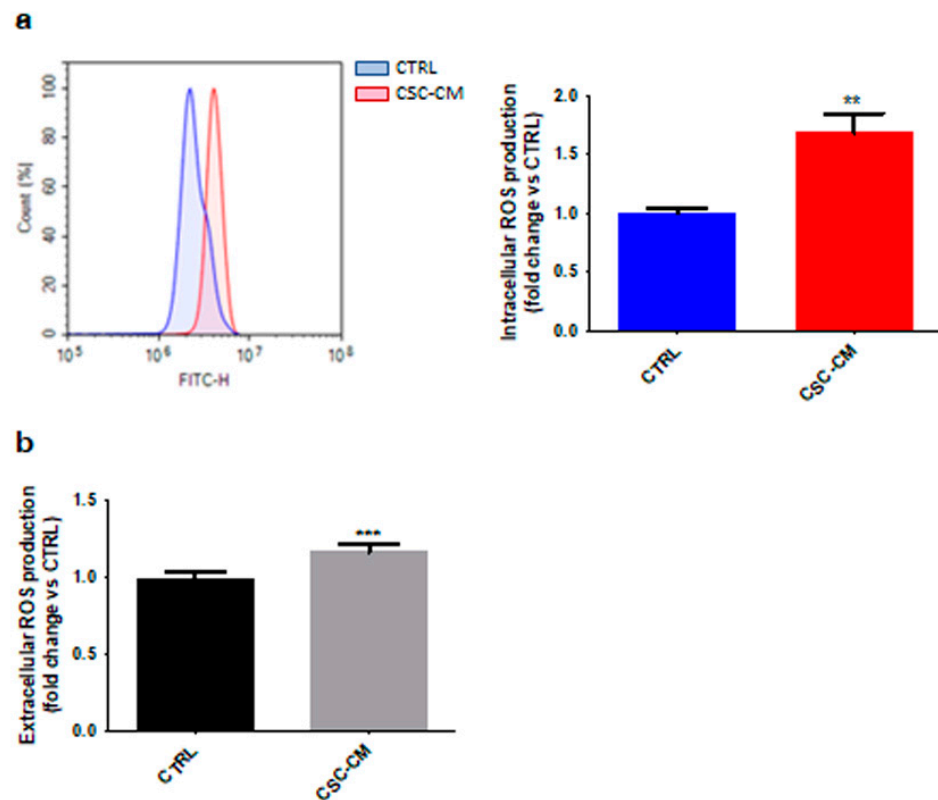 a
CTRL
CSC-CM
Count (%)
100
80
60
40
20
0
10^5 10^6 10^7 10^8
FITC-H
Intracellular ROS production
(fold change vs CTRL)
2.0
1.5
1.0
0.5
0.0
**
CTRL CSC-CM
b
Extracellular ROS production
(fold change vs CTRL)
1.5
1.0
0.5
0.0
***
CTRL CSC-CM